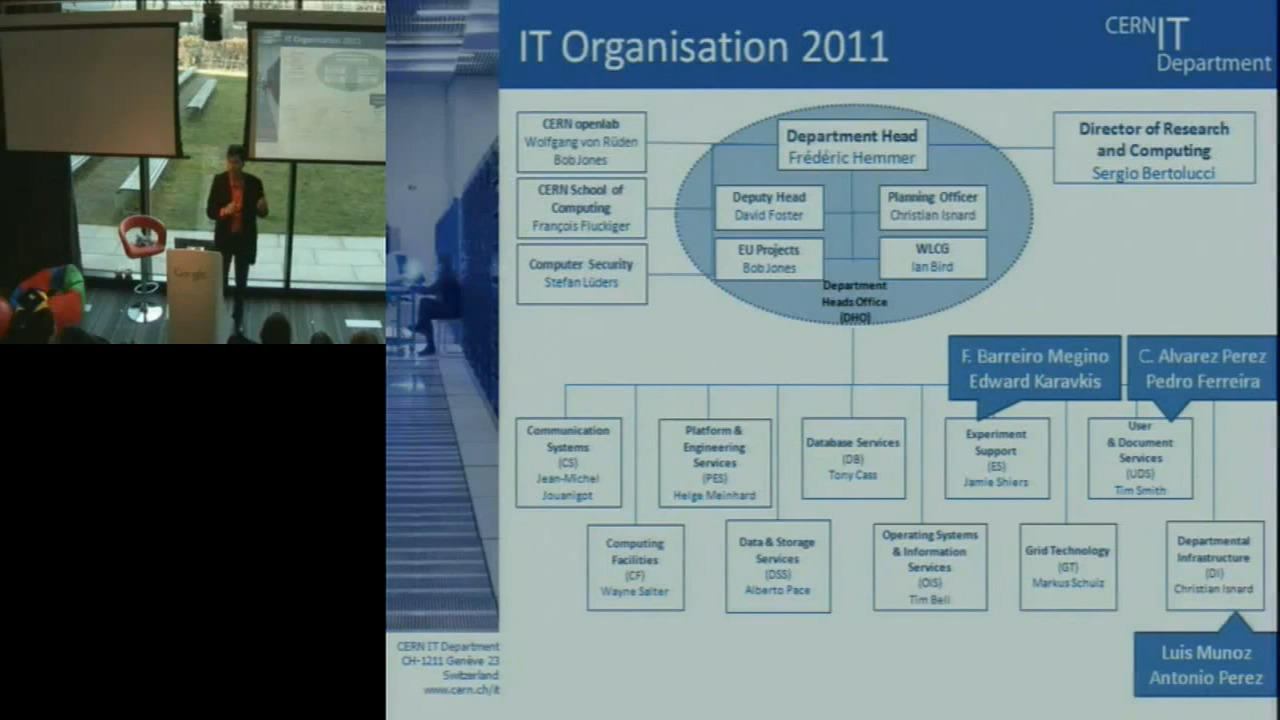 IT Organisation 2011
CERN IT
Department
CERN openlab
Wolfgang von Rüden
Bob Jones
CERN School of
Computing
François Fluckiger
Computer Security
Stefan Lüders
Department Head
Frédéric Hemmer
Deputy Head
David Foster
Planning Officer
Christian Isnard
EU Projects
Bob Jones
WLCG
Ian Bird
Department
Heads Office
(DHO)
Director of Research
and Computing
Sergio Bertolucci
F. Barreiro Megino
Edward Karavkis
C. Alvarez Perez
Pedro Ferreira
Communication
Systems
(CS)
Jean-Michel
Jouanigot
Platform &
Engineering
Services
(PES)
Helge Meinhard
Database Services
(DB)
Tony Cass
Experiment
Support
(ES)
Jamie Shiers
User
& Document
Services
(UDS)
Tim Smith
Computing
Facilities
(CF)
Wayne Salter
Data & Storage
Services
(DSS)
Alberto Pace
Operating Systems
& Information
Services
(OIS)
Tim Bell
Grid Technology
(GT)
Markus Schulz
Departmental
Infrastructure
(DI)
Christian Isnard
Luis Munoz
Antonio Perez
CERN IT Department
CH-1211 Genève 23
Switzerland
www.cern.ch/it
IT Organisation 2011
Google